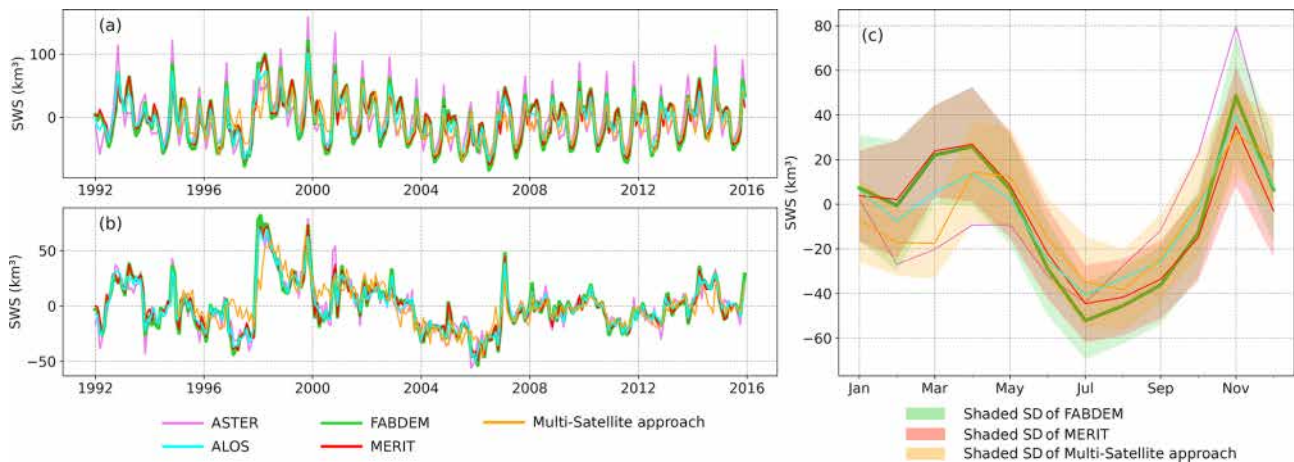 (a)
SWS (km³)
100
0
1992 1996 2000 2004 2008 2012 2016
(b)
SWS (km³)
50
0
−50
1992 1996 2000 2004 2008 2012 2016
ASTER FABDEM Multi-Satellite approach
ALOS MERIT
(c)
SWS (km³)
80
60
40
20
0
−20
−40
−60
Jan Mar May Jul Sep Nov
Shaded SD of FABDEM
Shaded SD of MERIT
Shaded SD of Multi-Satellite approach